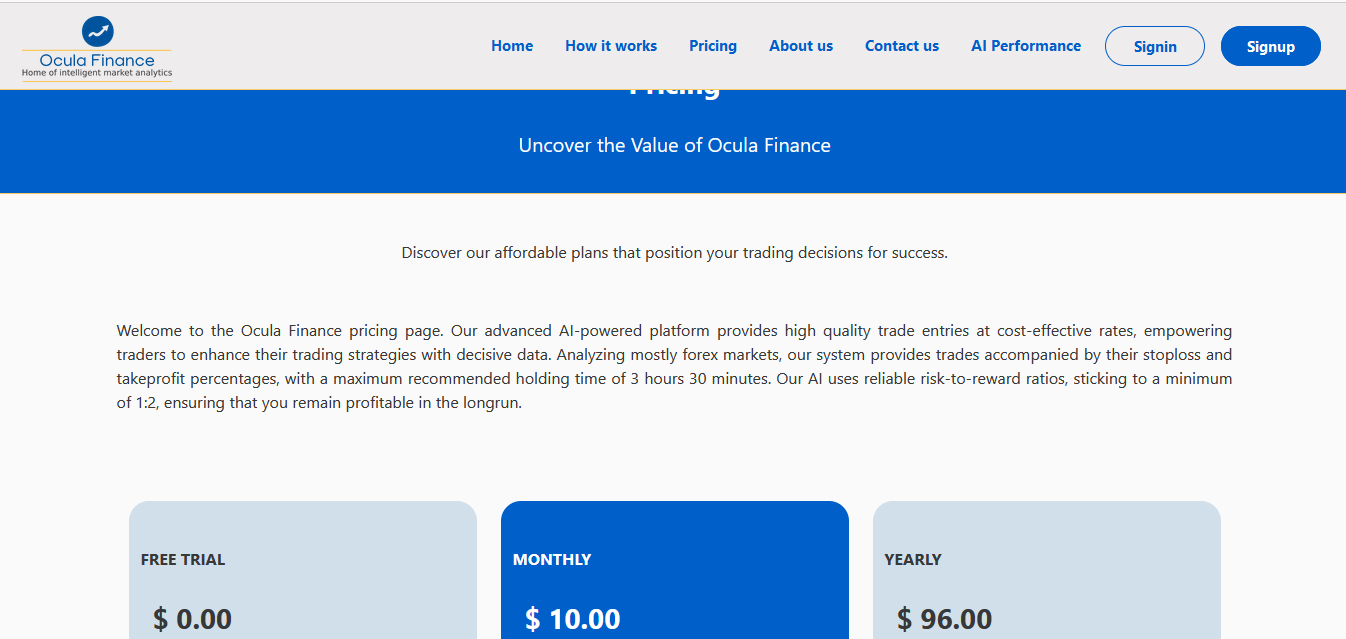 Ocula Finance
Home of intelligent market analytics
Home
How it works
Pricing
About us
Contact us
AI Performance
Signin
Signup
Pricing
Uncover the Value of Ocula Finance
Discover our affordable plans that position your trading decisions for success.
Welcome to the Ocula Finance pricing page. Our advanced AI-powered platform provides high quality trade entries at cost-effective rates, empowering
traders to enhance their trading strategies with decisive data. Analyzing mostly forex markets, our system provides trades accompanied by their stoploss and
takeprofit percentages, with a maximum recommended holding time of 3 hours 30 minutes. Our AI uses reliable risk-to-reward ratios, sticking to a minimum
of 1:2, ensuring that you remain profitable in the longrun.
FREE TRIAL
$ 0.00
MONTHLY
$ 10.00
YEARLY
$ 96.00